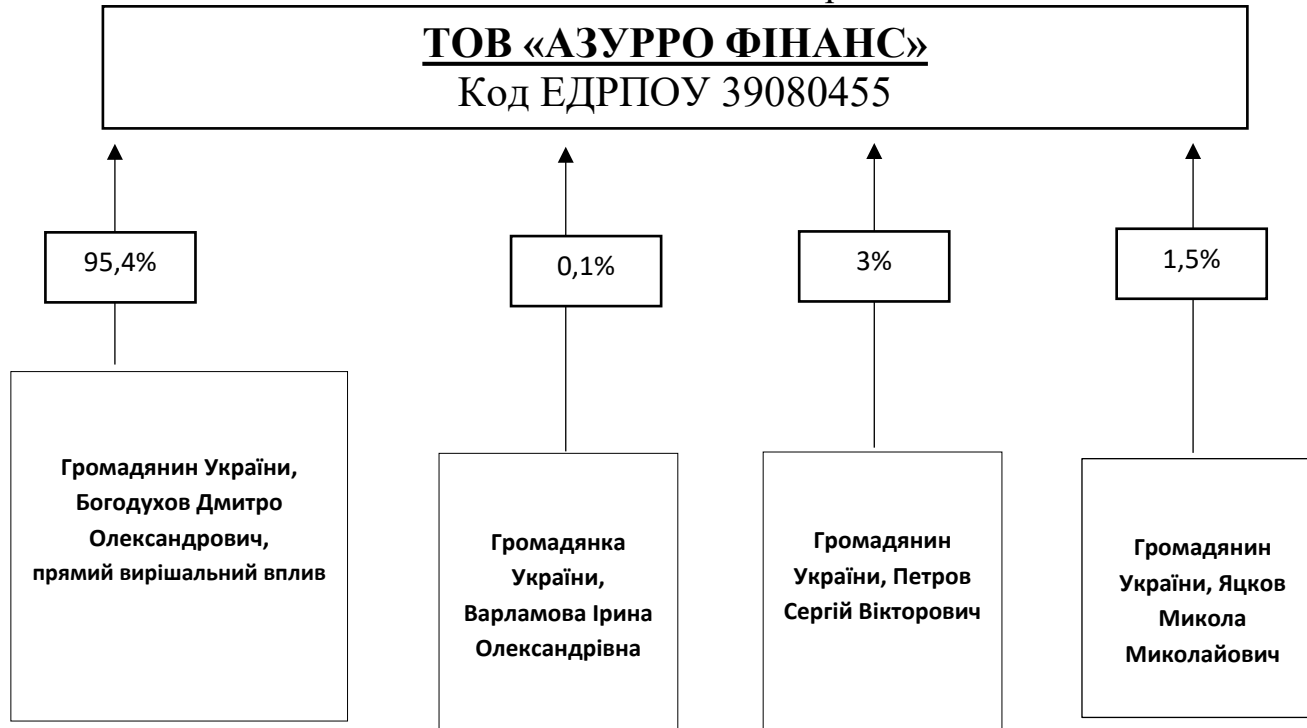 ТОВ «АЗУРРО ФІНАНС»
Код ЕДРПОУ 39080455
95,4%
0,1%
3%
1,5%
Громадянин України,
Богодухов Дмитро
Олександрович,
прямий вирішальний вплив
Громадянка
України,
Варламова Ірина
Олександрівна
Громадянин
України, Петров
Сергій Вікторович
Громадянин
України, Яцков
Микола
Миколайович